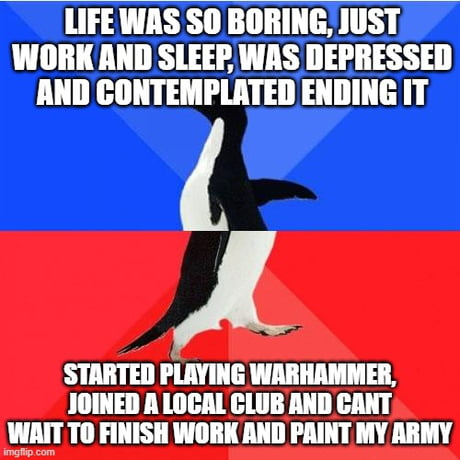 LIFE WAS SO BORING, JUST
WORK AND SLEEP, WAS DEPRESSED
AND CONTEMPLATED ENDING IT
STARTED PLAYING WARHAMMER,
JOINED A LOCAL CLUB AND CANT
WAIT TO FINISH WORK AND PAINT MY ARMY
imgflip.com